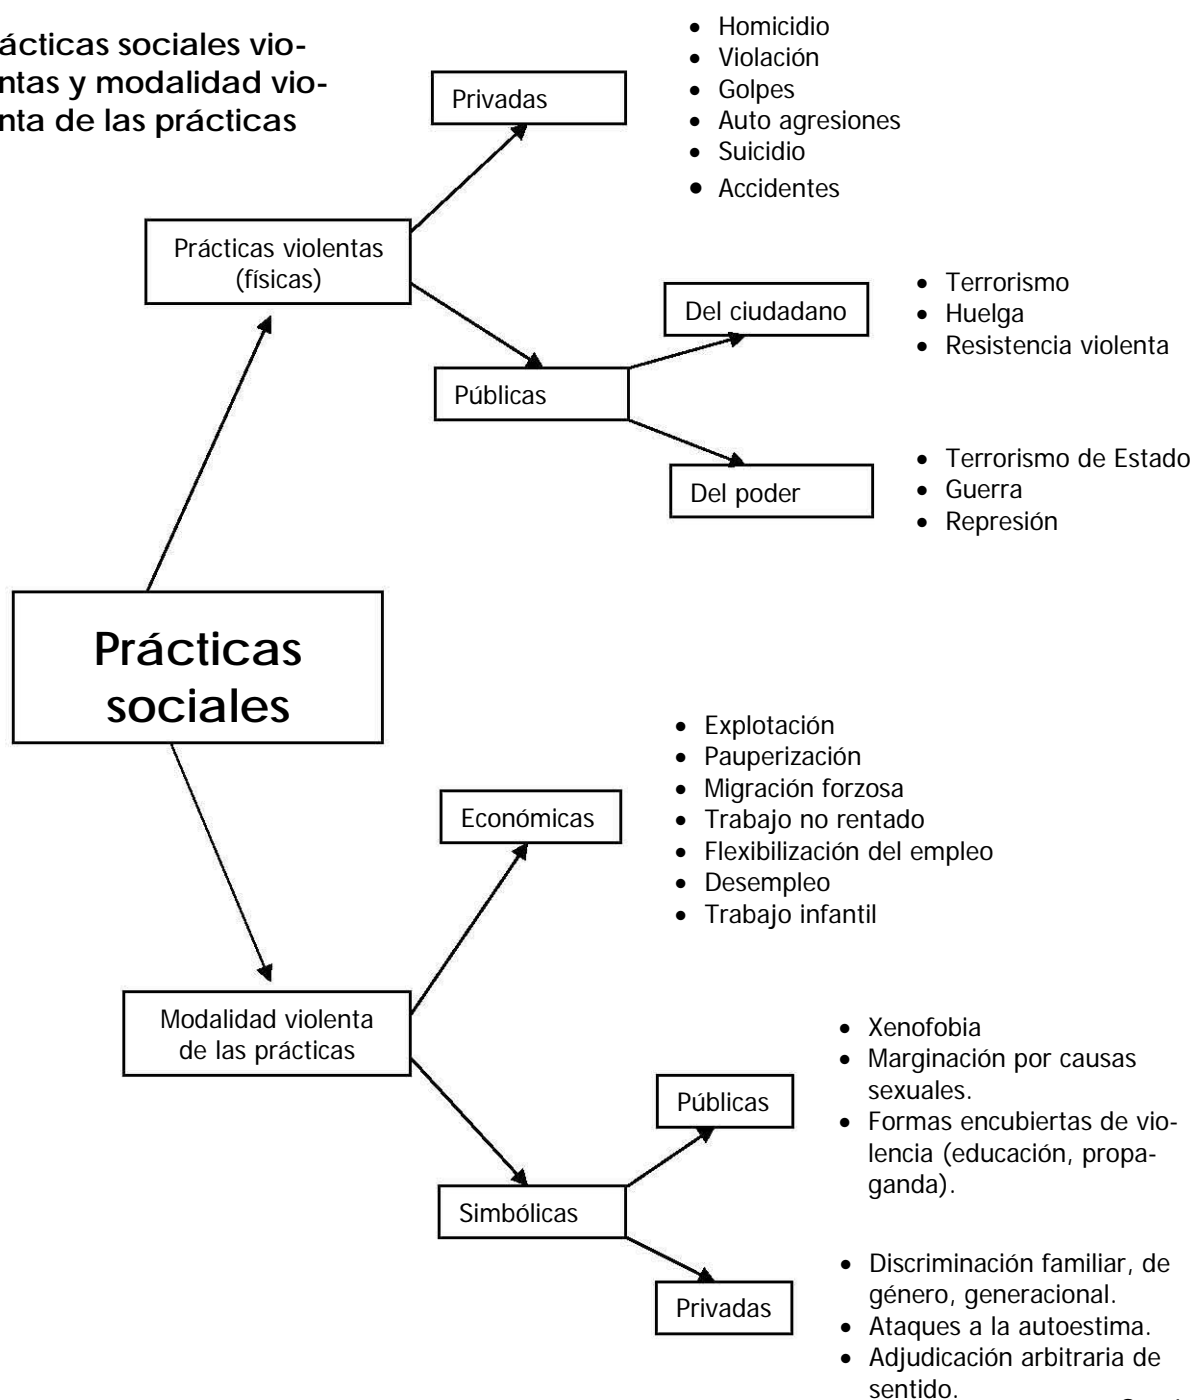 ácticas sociales vio-
ntas y modalidad vio-
nta de las prácticas
Privadas
• Homicidio
• Violación
• Golpes
• Auto agresiones
• Suicidio
• Accidentes
Prácticas violentas
(físicas)
Del ciudadano
• Terrorismo
• Huelga
• Resistencia violenta
Públicas
Del poder
• Terrorismo de Estado
• Guerra
• Represión
Prácticas
sociales
Económicas
• Explotación
• Pauperización
• Migración forzosa
• Trabajo no rentado
• Flexibilización del empleo
• Desempleo
• Trabajo infantil
Modalidad violenta
de las prácticas
Públicas
• Xenofobia
• Marginación por causas
sexuales.
• Formas encubiertas de vio-
lencia (educación, propa-
ganda).
Simbólicas
Privadas
• Discriminación familiar, de
género, generacional.
• Ataques a la autoestima.
• Adjudicación arbitraria de
sentido.